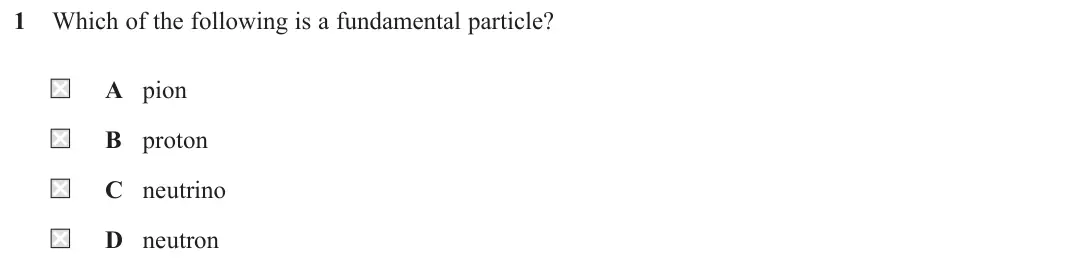 1 Which of the following is a fundamental particle?
A pion
B proton
C neutrino
D neutron